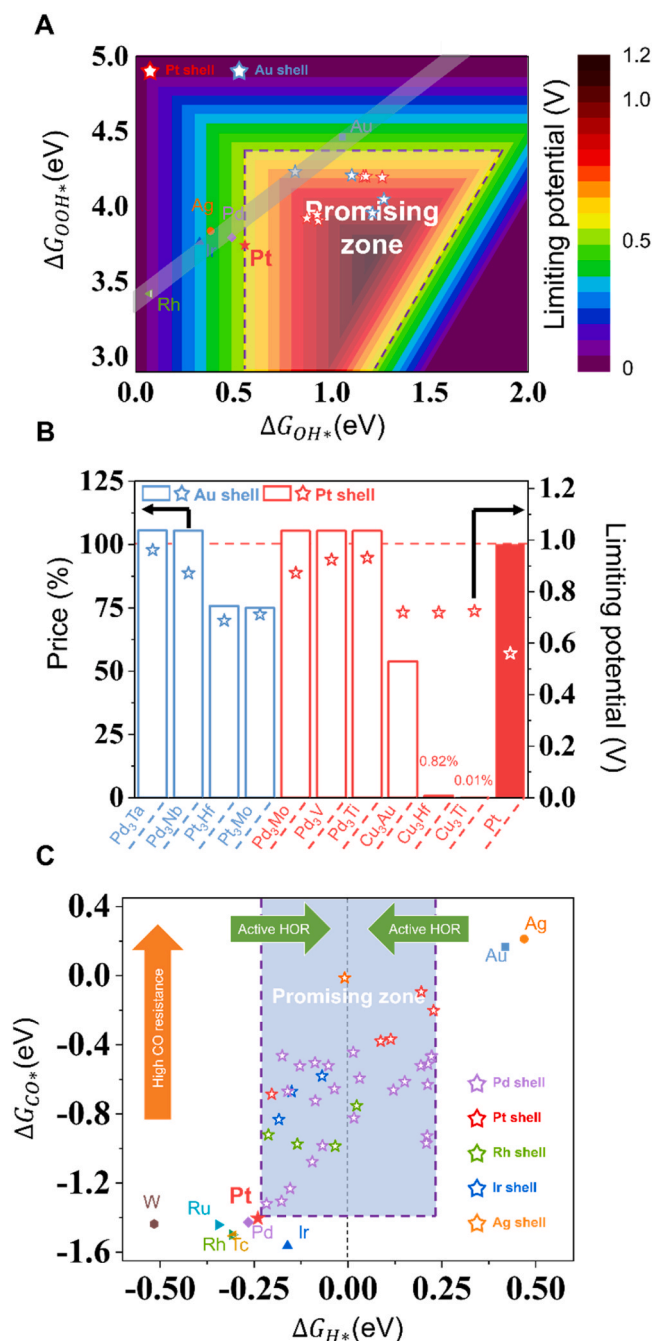 A
Pt shell
Au shell
5.0
4.5
4.0
3.5
3.0
ΔG_OOH* (eV)
Au
Ag
Pd
Pt
Rh
Promising
zone
0.0
0.5
1.0
1.5
2.0
ΔG_OH*(eV)
1.2
1.0
0.5
0
Limiting potential (V)
B
Au shell
Pt shell
125
100
75
50
25
0
Price (%)
1.2
1.0
0.8
0.6
0.4
0.2
0.0
Limiting potential (V)
0.82%
0.01%
Pd₃Ta
Pd₃Nb
Pt₃Hf
Pt₃Mo
Pd₃Mo
Pd₃V
Pd₃Ti
Cu₃Au
Cu₃Hf
Cu₃Ti
Pt
C
0.4
0.0
-0.4
-0.8
-1.2
-1.6
ΔG_CO*(eV)
High CO resistance
Active HOR
Active HOR
Ag
Au
Promising zone
Pd shell
Pt shell
Rh shell
Ir shell
Ag shell
W
Ru
Rh
Tc
Pt
Pd
Ir
-0.50
-0.25
0.00
0.25
0.50
ΔG_H*(eV)